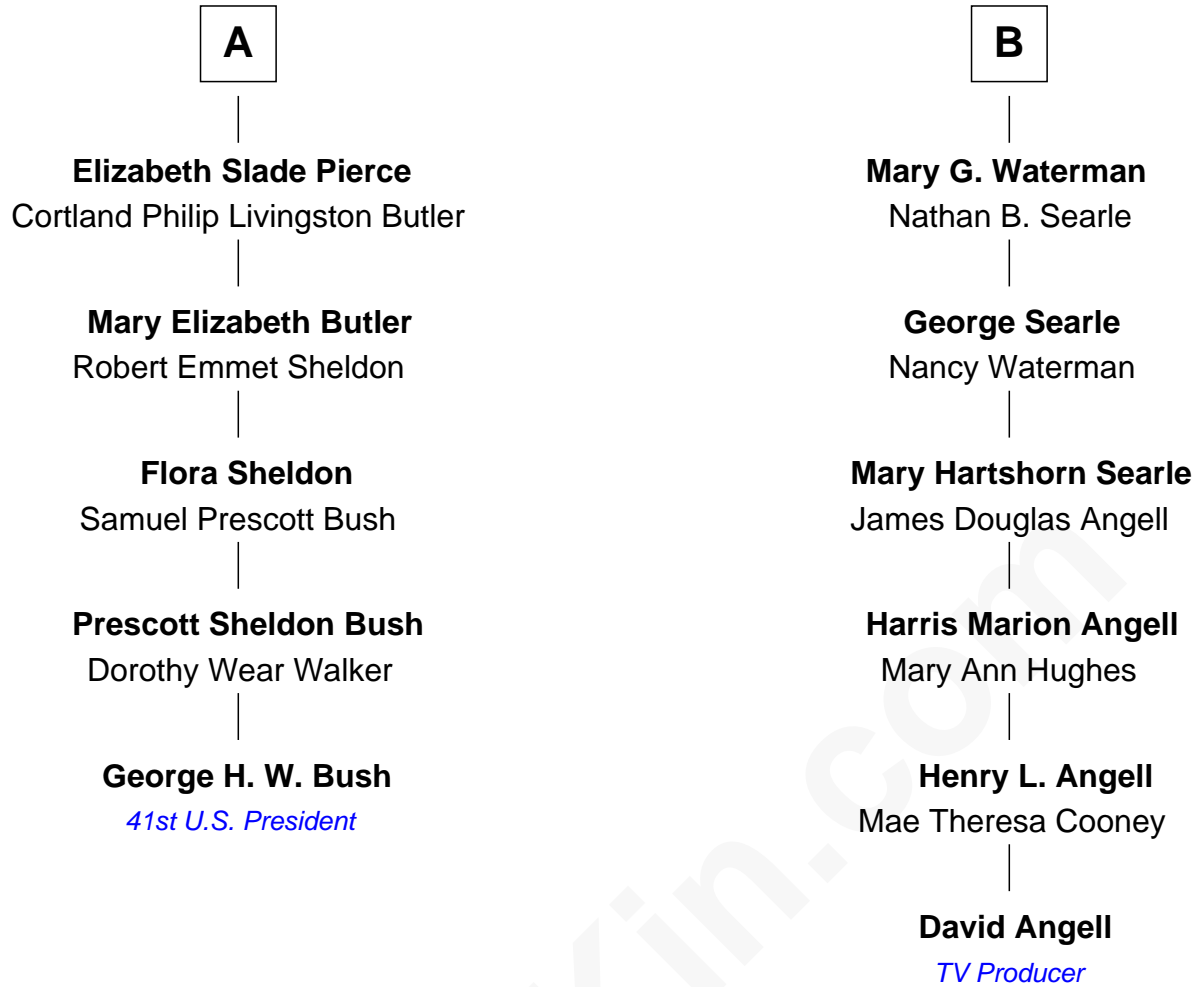 A
Elizabeth Slade Pierce
Cortland Philip Livingston Butler
Mary Elizabeth Butler
Robert Emmet Sheldon
Flora Sheldon
Samuel Prescott Bush
Prescott Sheldon Bush
Dorothy Wear Walker
George H. W. Bush
41st U.S. President
B
Mary G. Waterman
Nathan B. Searle
George Searle
Nancy Waterman
Mary Hartshorn Searle
James Douglas Angell
Harris Marion Angell
Mary Ann Hughes
Henry L. Angell
Mae Theresa Cooney
David Angell
TV Producer
Kin.com